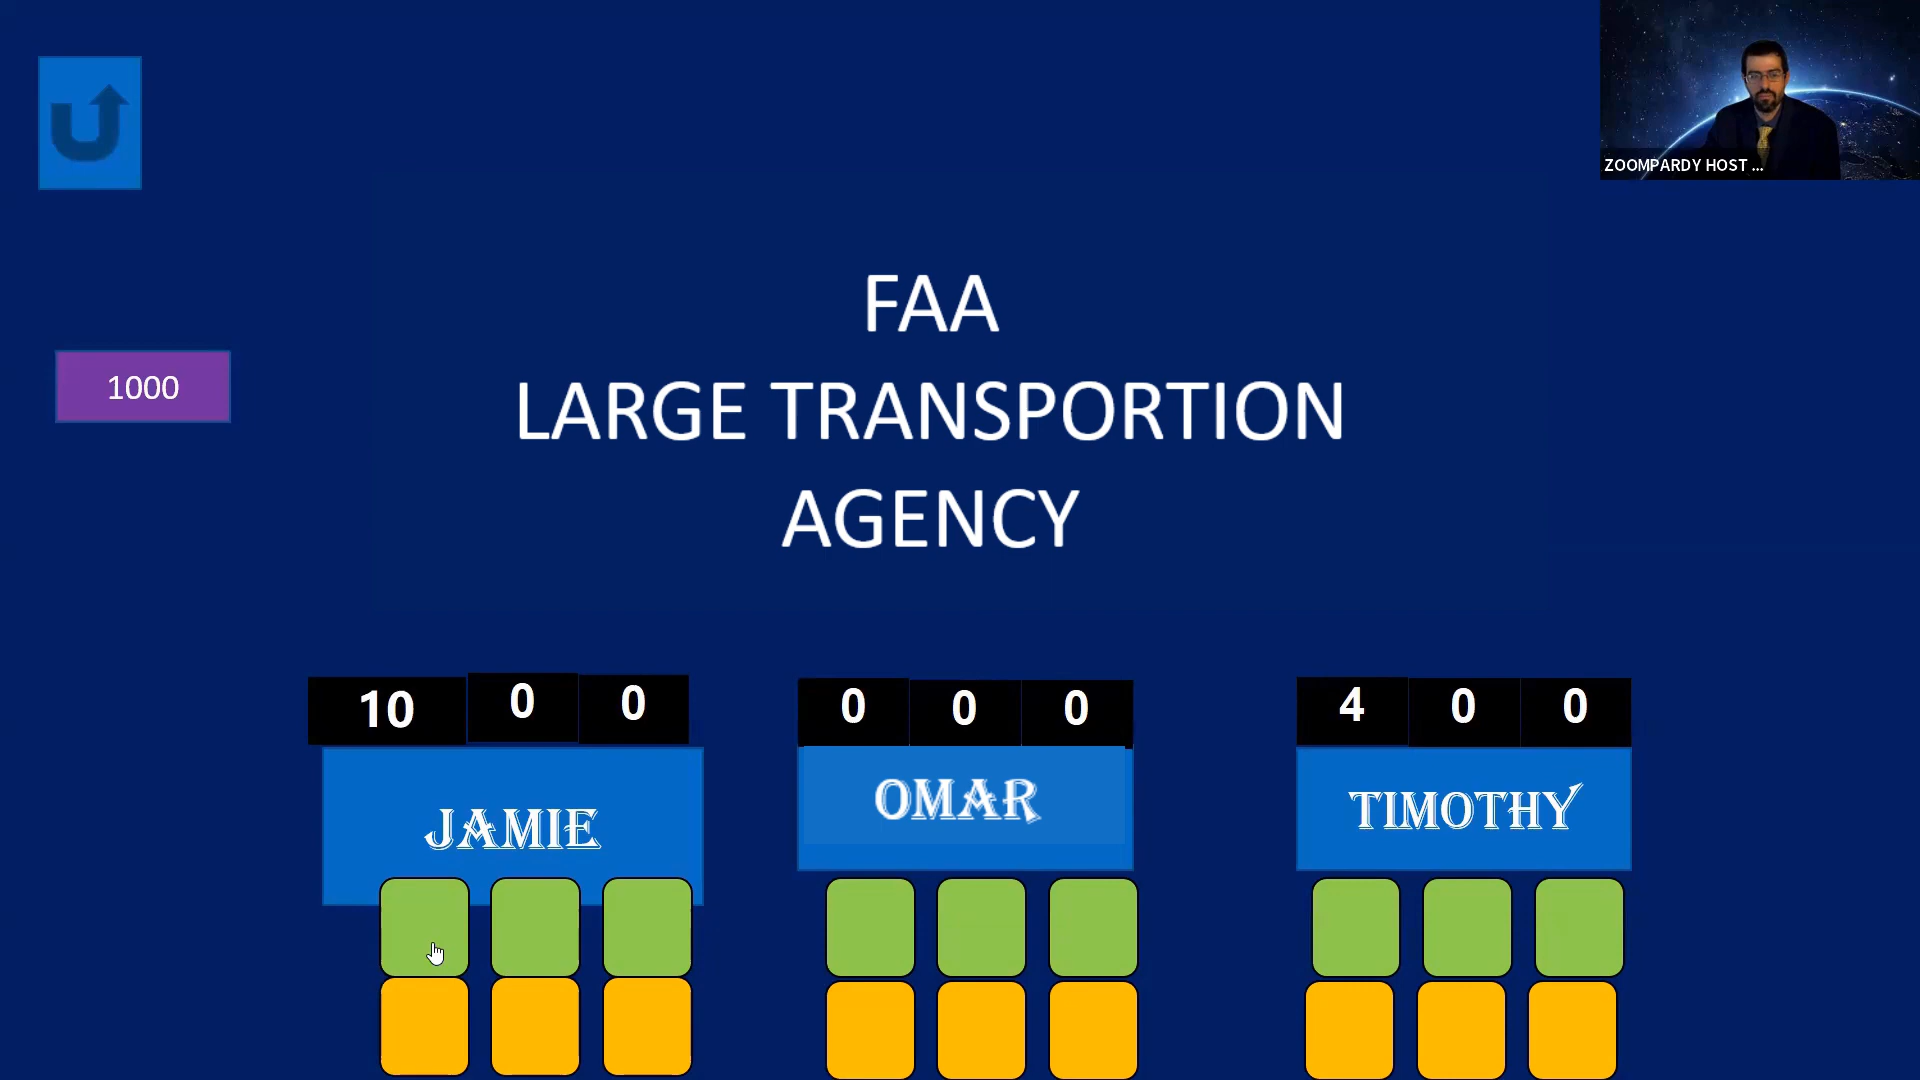 ZOOMPARDY HOST ...
FAA
1000
LARGE TRANSPORTION
AGENCY
10 0 0
0 0 0
4 0 0
JAMIE
OMAR
TIMOTHY